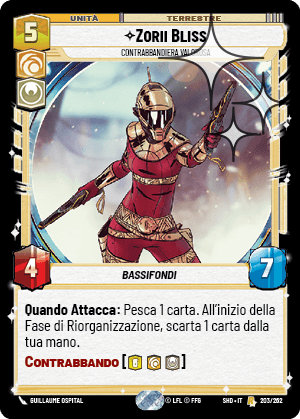 UNITÀ
TERRESTRE
5
✧ZORII BLISS
CONTRABBANDIERA VALOROSA
4
7
BASSIFONDI
Quando Attacca: Pesca 1 carta. All'inizio della
Fase di Riorganizzazione, scarta 1 carta dalla
tua mano.
CONTRABBANDO [7 ]
GUILLAUME OSPITAL
© LFL © FFG
SHD • IT
203/262